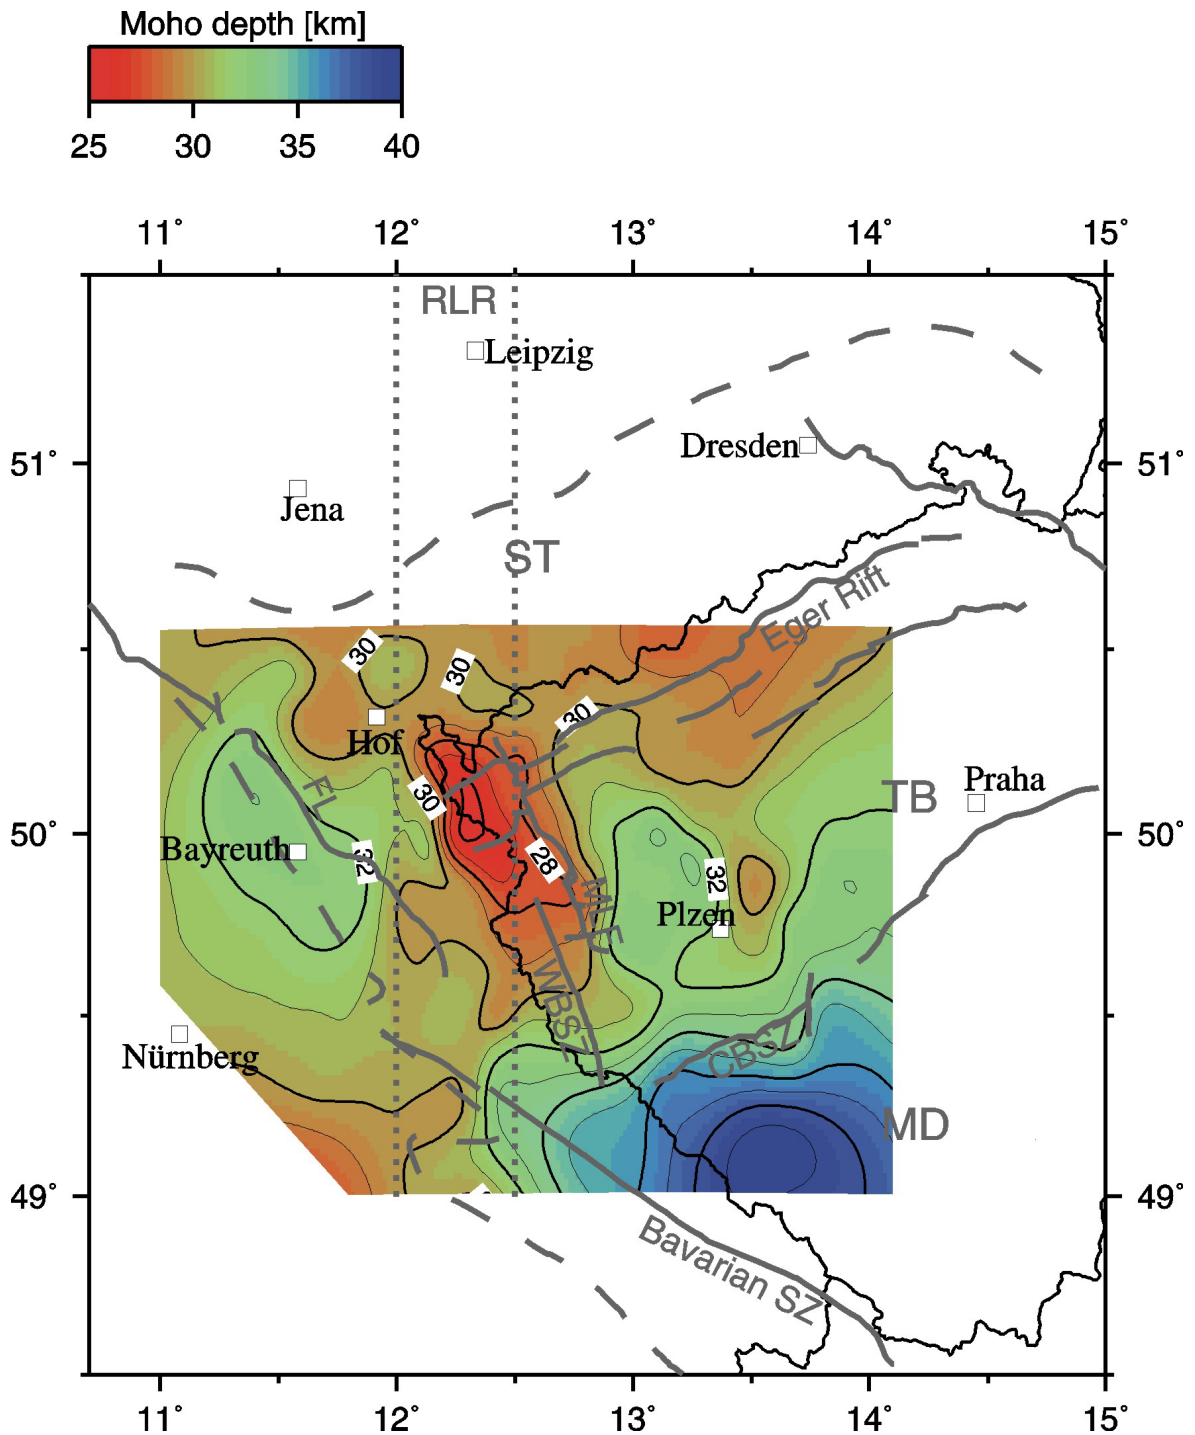 Moho depth [km]
25 30 35 40
11° 12° 13° 14° 15°
RLR
Leipzig
Dresden
51° 51°
Jena
ST
Eger Rift
30
30
30
Hof
30
FL
TB
Praha
50° 50°
Bayreuth
32
28
32
MLF
Plzen
WBSZ
Nürnberg
CBSZ
MD
49° 49°
Bavarian SZ
11° 12° 13° 14° 15°